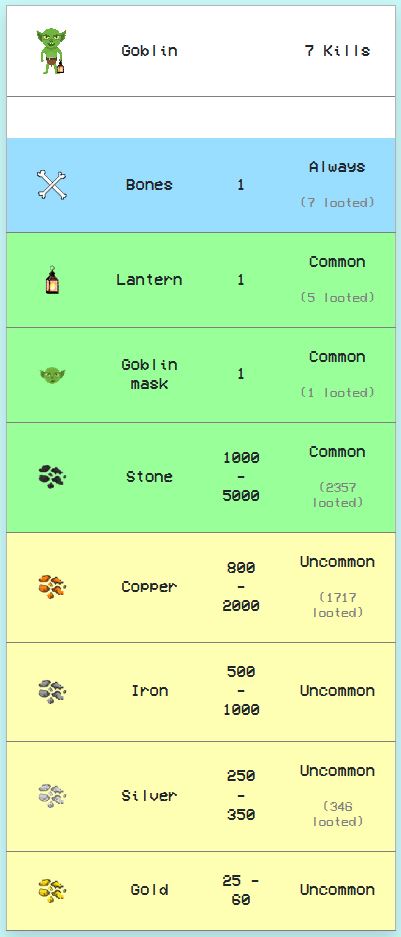 Goblin 7 Kills
Bones 1 Always
(7 looted)
Lantern 1 Common
(5 looted)
Goblin
mask
1
Common
(1 looted)
Stone
1000
-
5000
Common
(2357
looted)
Copper
800
-
2000
Uncommon
(1717
looted)
Iron
500
-
1000
Uncommon
Silver
250
-
350
Uncommon
(346
looted)
Gold
25 -
60
Uncommon